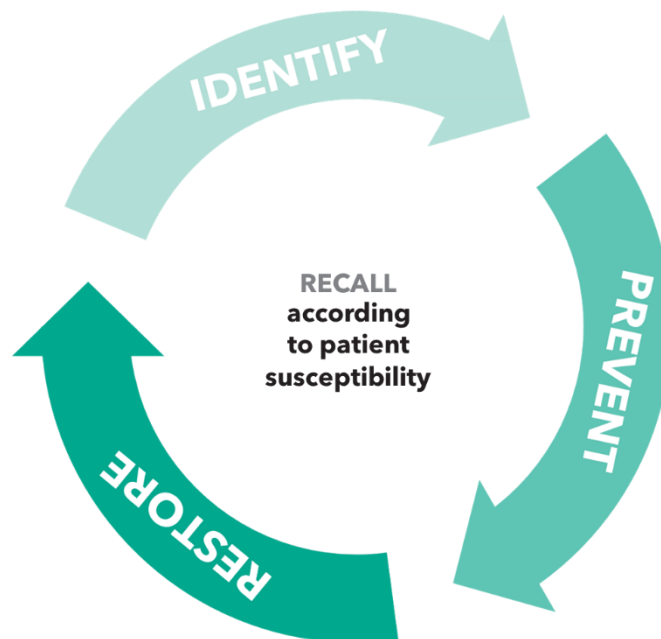 IDENTIFY
PREVENT
RESTORE
RECALL
according
to patient
susceptibility